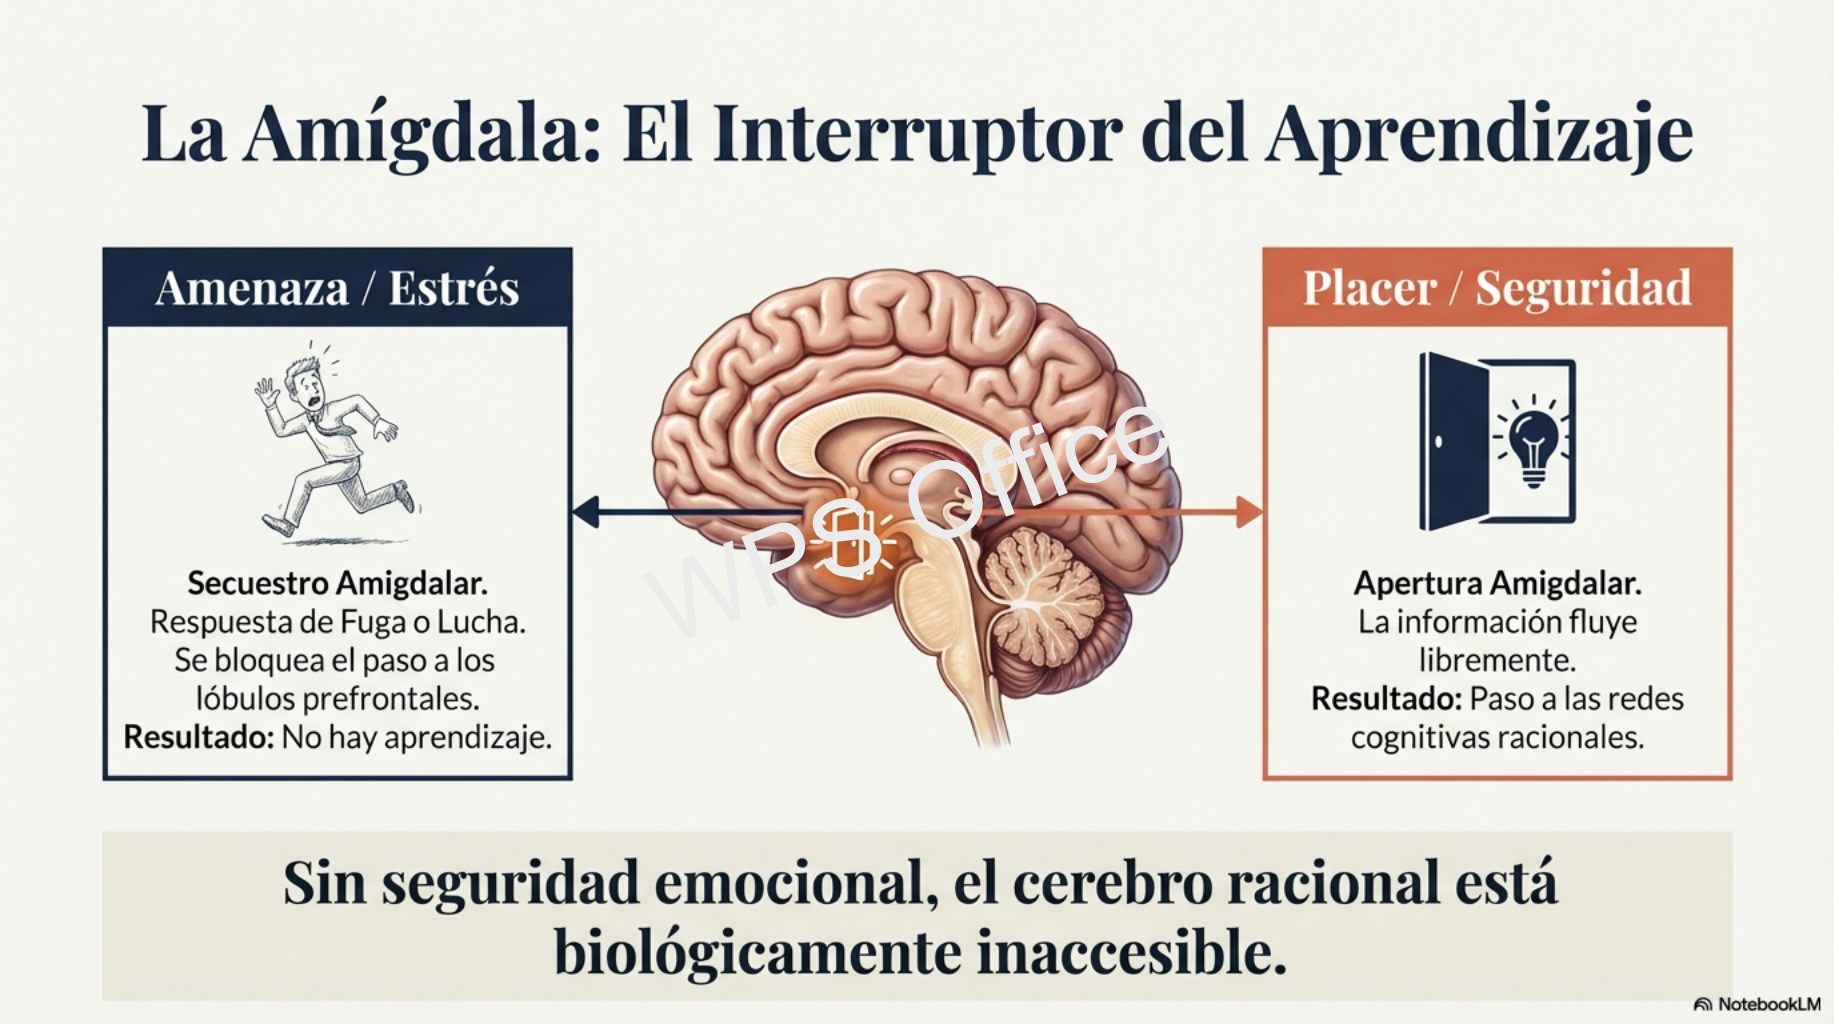 La Amígdala: El Interruptor del Aprendizaje
Amenaza / Estrés
Secuestro Amigdalar.
Respuesta de Fuga o Lucha.
Se bloquea el paso a los
lóbulos prefrontales.
Resultado: No hay aprendizaje.
WPS Office
Placer / Seguridad
Apertura Amigdalar.
La información fluye
libremente.
Resultado: Paso a las redes
cognitivas racionales.
Sin seguridad emocional, el cerebro racional está
biológicamente inaccesible.
NotebookLM